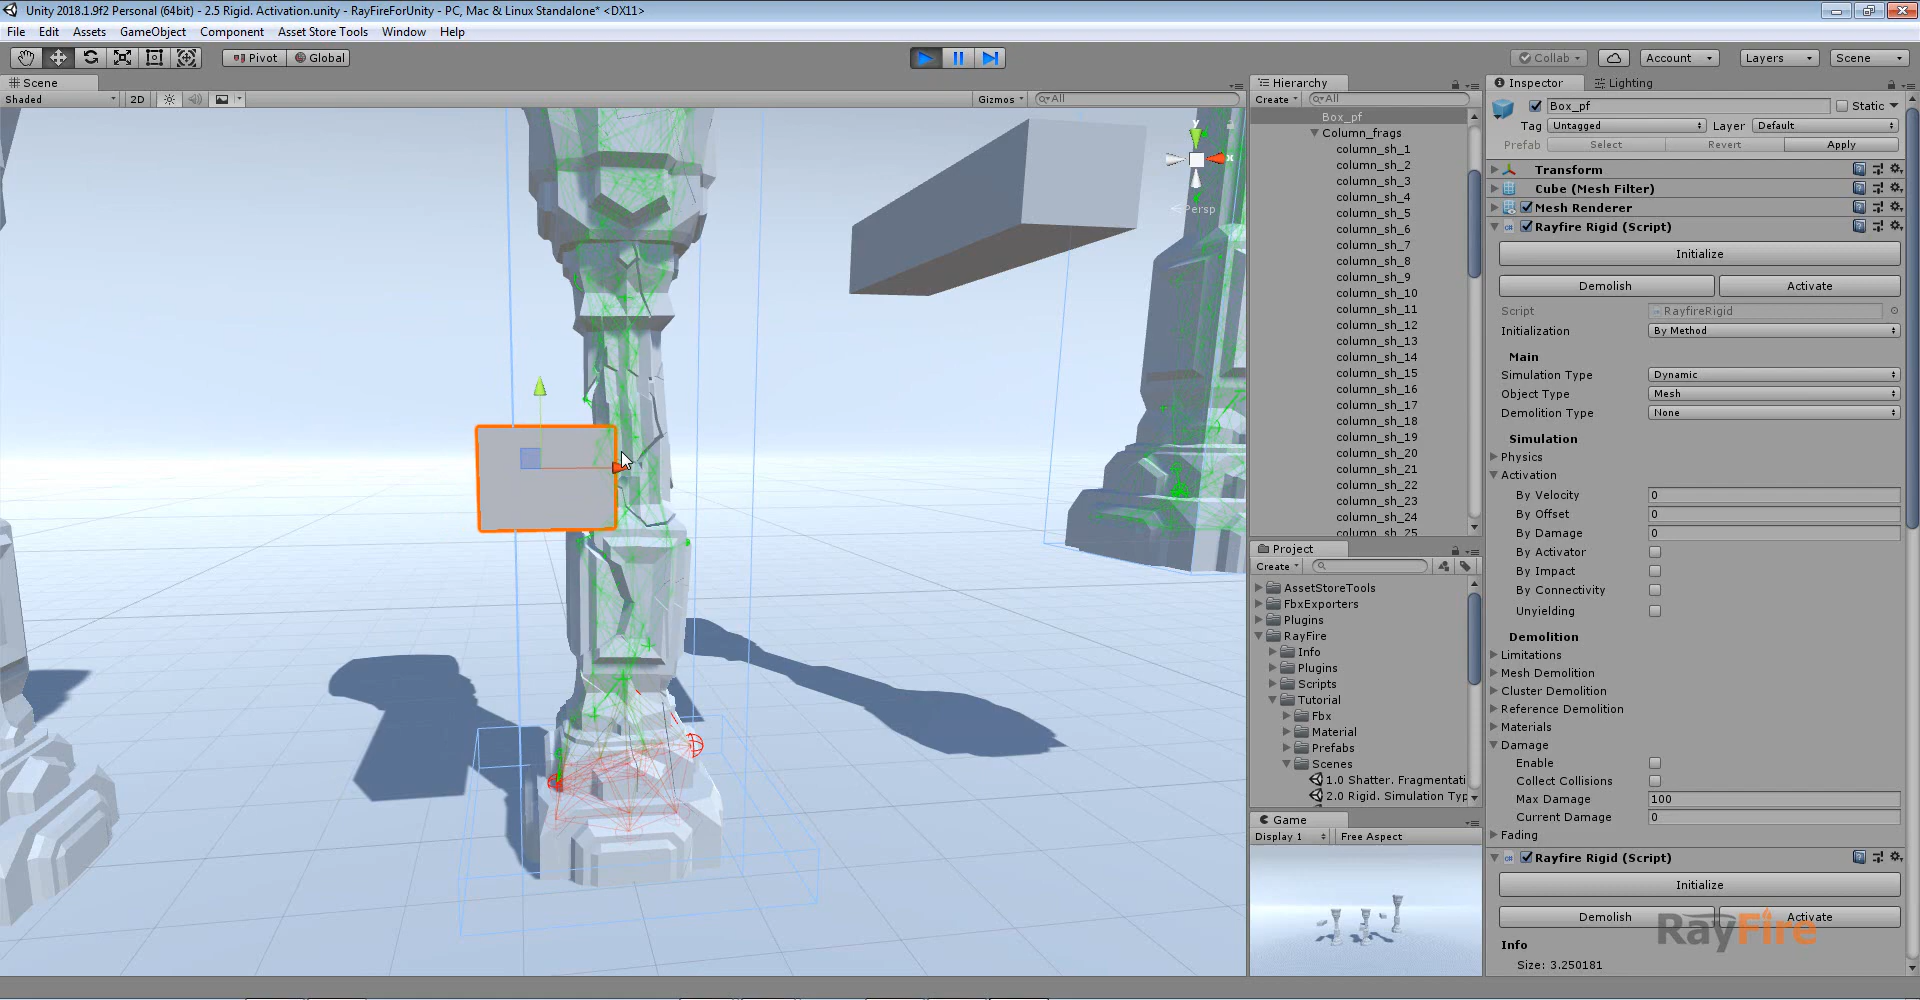 Unity 2018.1.9f2 Personal (64bit) - 2.5 Rigid. Activation.unity - RayFireForUnity - PC, Mac & Linux Standalone* <DX11>
File Edit Assets GameObject Component Asset Store Tools Window Help
Pivot Global Collab Account Layers Scene
Scene
Shaded 2D Gizmos All
y
x
Persp
Hierarchy
Create All
Box_pf
Column_frags
column_sh_1
column_sh_2
column_sh_3
column_sh_4
column_sh_5
column_sh_6
column_sh_7
column_sh_8
column_sh_9
column_sh_10
column_sh_11
column_sh_12
column_sh_13
column_sh_14
column_sh_15
column_sh_16
column_sh_17
column_sh_18
column_sh_19
column_sh_20
column_sh_21
column_sh_22
column_sh_23
column_sh_24
column_sh_25
Project
Create
AssetStoreTools
FbxExporters
Plugins
RayFire
Info
Plugins
Scripts
Tutorial
Fbx
Material
Prefabs
Scenes
1.0 Shatter. Fragmentati
2.0 Rigid. Simulation Typ
Game
Display 1 Free Aspect
Inspector Lighting
Box_pf Static
Tag Untagged Layer Default
Prefab Select Revert Apply
Transform
Cube (Mesh Filter)
Mesh Renderer
Rayfire Rigid (Script)
Initialize
Demolish Activate
Script RayfireRigid
Initialization By Method
Main
Simulation Type Dynamic
Object Type Mesh
Demolition Type None
Simulation
Physics
Activation
By Velocity 0
By Offset 0
By Damage 0
By Activator
By Impact
By Connectivity
Unyielding
Demolition
Limitations
Mesh Demolition
Cluster Demolition
Reference Demolition
Materials
Damage
Enable
Collect Collisions
Max Damage 100
Current Damage 0
Fading
Rayfire Rigid (Script)
Initialize
Demolish Activate
RayFire
Info
Size: 3.250181